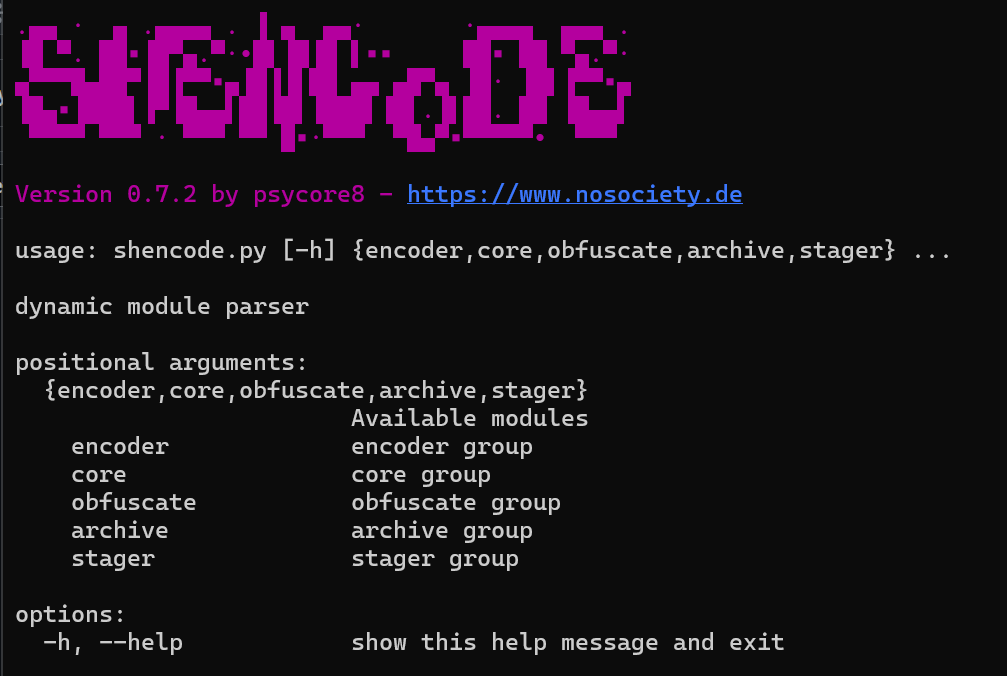 SHENCoDE
Version 0.7.2 by psycore8 - https://www.nosociety.de
usage: shencode.py [-h] {encoder,core,obfuscate,archive,stager} ...
dynamic module parser
positional arguments:
{encoder,core,obfuscate,archive,stager}
Available modules
encoder encoder group
core core group
obfuscate obfuscate group
archive archive group
stager stager group
options:
-h, --help show this help message and exit